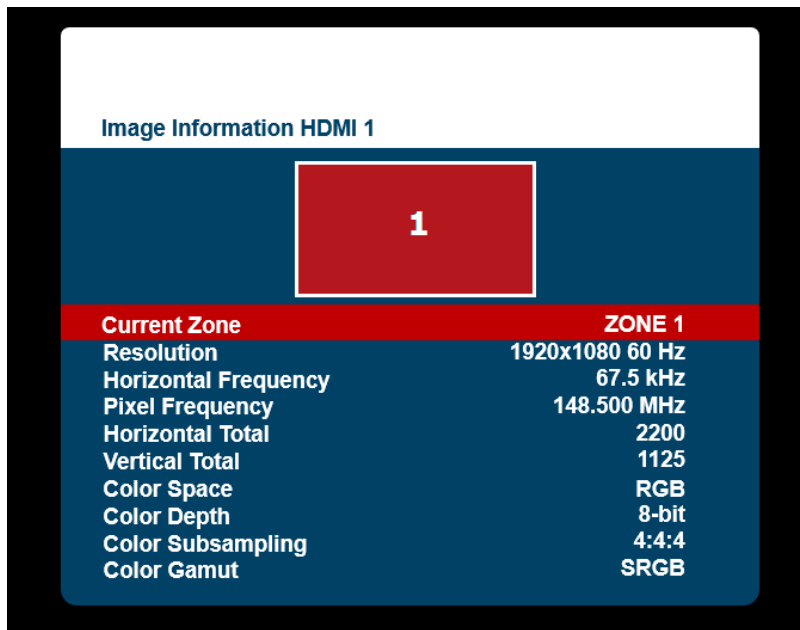 Image Information HDMI 1
1
Current Zone ZONE 1
Resolution 1920x1080 60 Hz
Horizontal Frequency 67.5 kHz
Pixel Frequency 148.500 MHz
Horizontal Total 2200
Vertical Total 1125
Color Space RGB
Color Depth 8-bit
Color Subsampling 4:4:4
Color Gamut SRGB